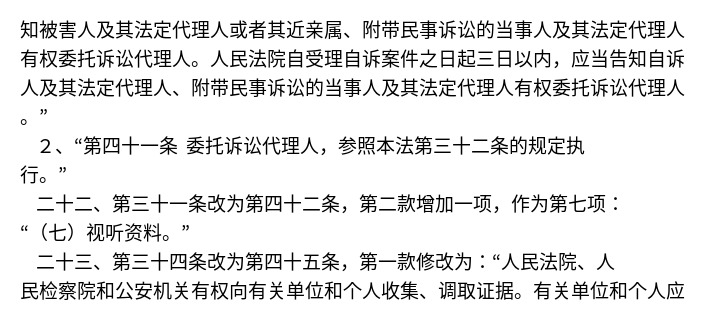 知被害人及其法定代理人或者其近亲属、附带民事诉讼的当事人及其法定代理人
有权委托诉讼代理人。人民法院自受理自诉案件之日起三日以内，应当告知自诉
人及其法定代理人、附带民事诉讼的当事人及其法定代理人有权委托诉讼代理人
。”
２、“第四十一条 委托诉讼代理人，参照本法第三十二条的规定执
行。”
二十二、第三十一条改为第四十二条，第二款增加一项，作为第七项：
“（七）视听资料。”
二十三、第三十四条改为第四十五条，第一款修改为：“人民法院、人
民检察院和公安机关有权向有关单位和个人收集、调取证据。有关单位和个人应